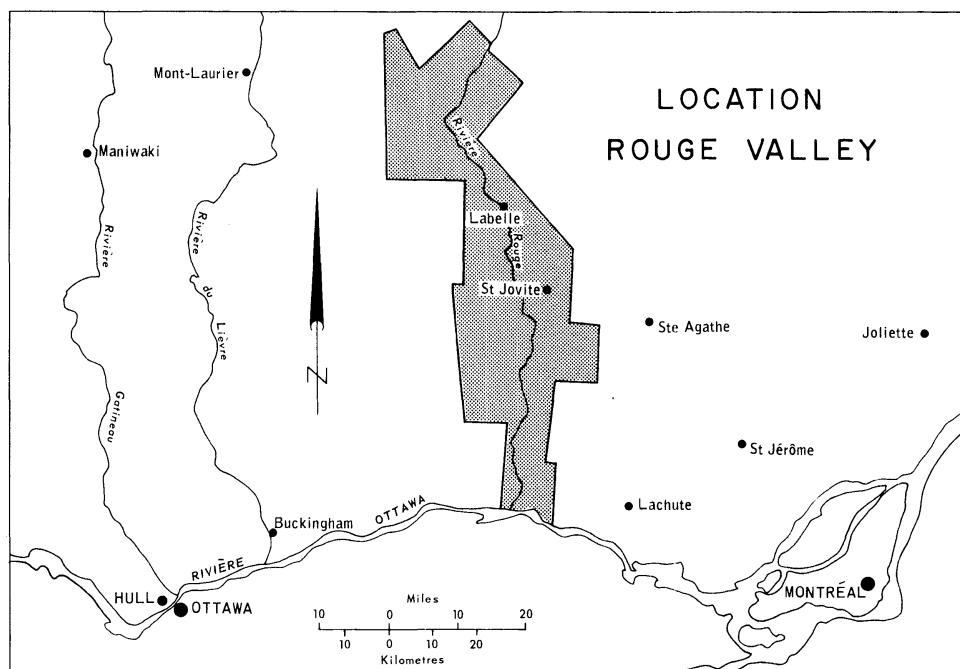 LOCATION
ROUGE VALLEY
Mont-Laurier
Maniwaki
Rivière
Gatineau
Rivière
du
Lièvre
Rivière
Rouge
Labelle
St Jovite
Ste Agathe
Joliette
St Jérôme
Lachute
Buckingham
RIVIÈRE
OTTAWA
HULL
OTTAWA
MONTRÉAL
N
Miles
10 0 10 20
10 0 10 20
Kilometres